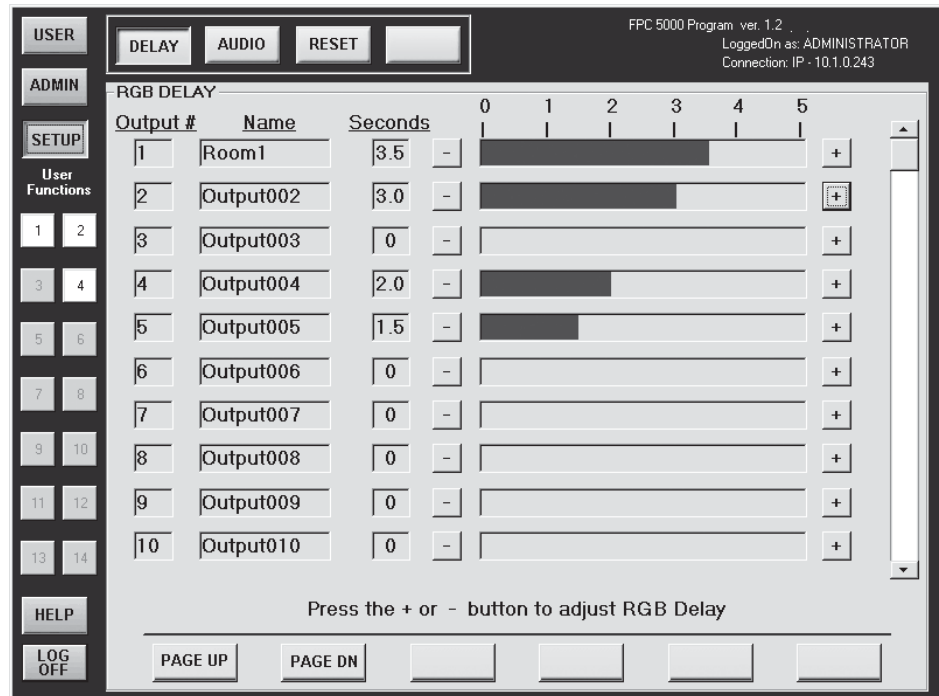 USER
ADMIN
SETUP
User
Functions
1 2
3 4
5 6
7 8
9 10
11 12
13 14
HELP
LOG
OFF
DELAY AUDIO RESET
FPC 5000 Program ver. 1.2
LoggedOn as: ADMINISTRATOR
Connection: IP - 10.1.0.243
RGB DELAY
Output # Name Seconds 0 1 2 3 4 5
1 Room1 3.5 - +
2 Output002 3.0 - +
3 Output003 0 - +
4 Output004 2.0 - +
5 Output005 1.5 - +
6 Output006 0 - +
7 Output007 0 - +
8 Output008 0 - +
9 Output009 0 - +
10 Output010 0 - +
Press the + or - button to adjust RGB Delay
PAGE UP PAGE DN